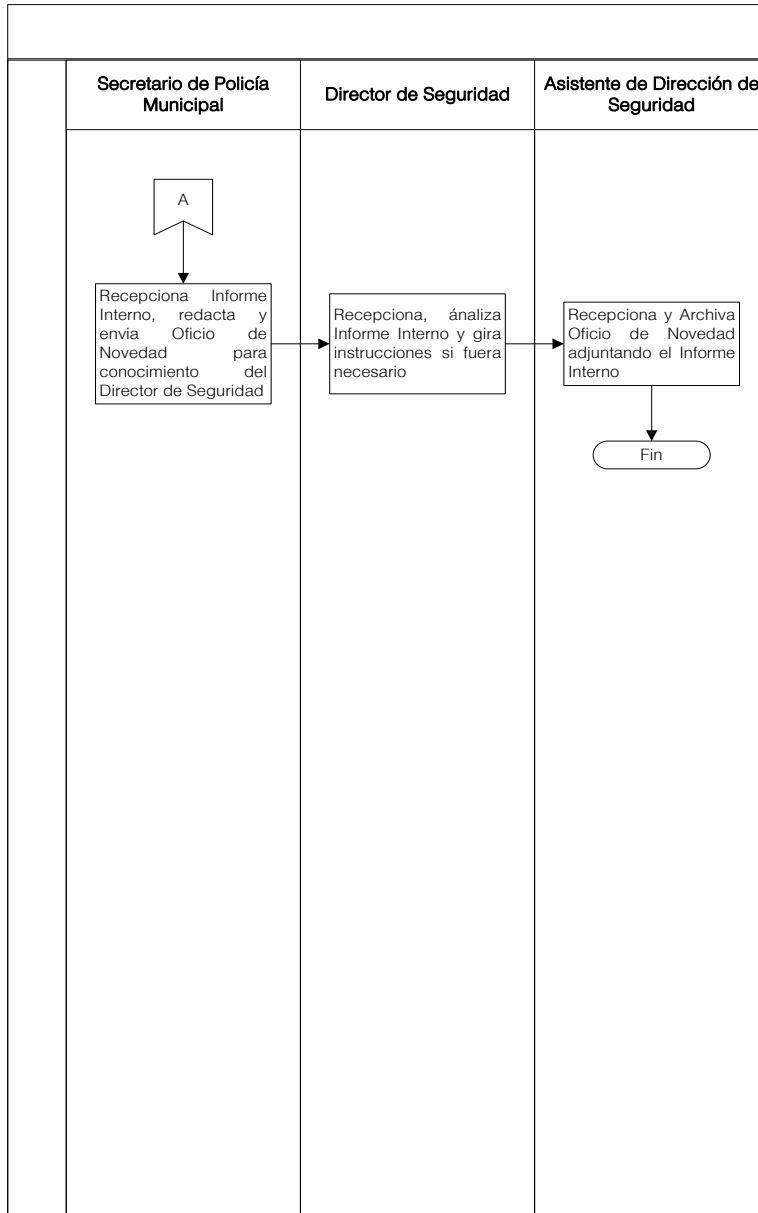 Secretario de Policía
Municipal
Director de Seguridad
Asistente de Dirección de
Seguridad
A
Recepciona Informe
Interno, redacta y
envia Oficio de
Novedad para
conocimiento del
Director de Seguridad
Recepciona, ánaliza
Informe Interno y gira
instrucciones si fuera
necesario
Recepciona y Archiva
Oficio de Novedad
adjuntando el Informe
Interno
Fin